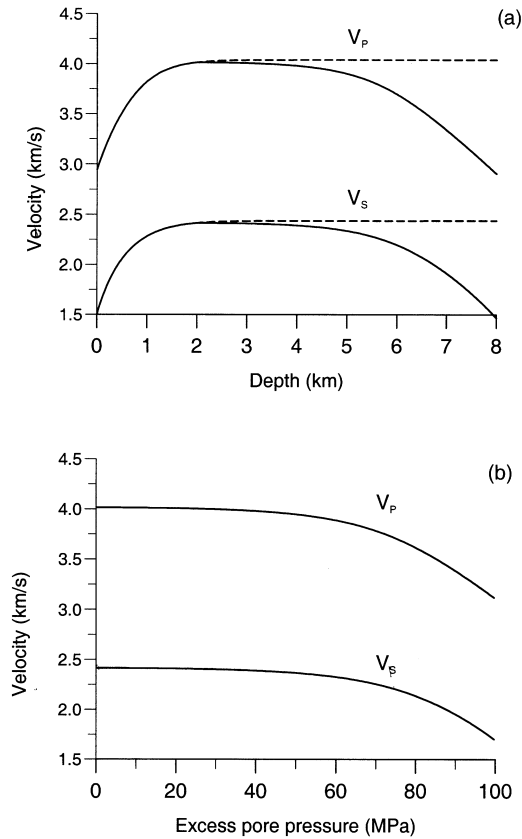 (a)
4.5
4.0
3.5
3.0
2.5
2.0
1.5
Velocity (km/s)
V_P
V_S
0 1 2 3 4 5 6 7 8
Depth (km)
(b)
4.5
4.0
3.5
3.0
2.5
2.0
1.5
Velocity (km/s)
V_P
V_S
0 20 40 60 80 100
Excess pore pressure (MPa)